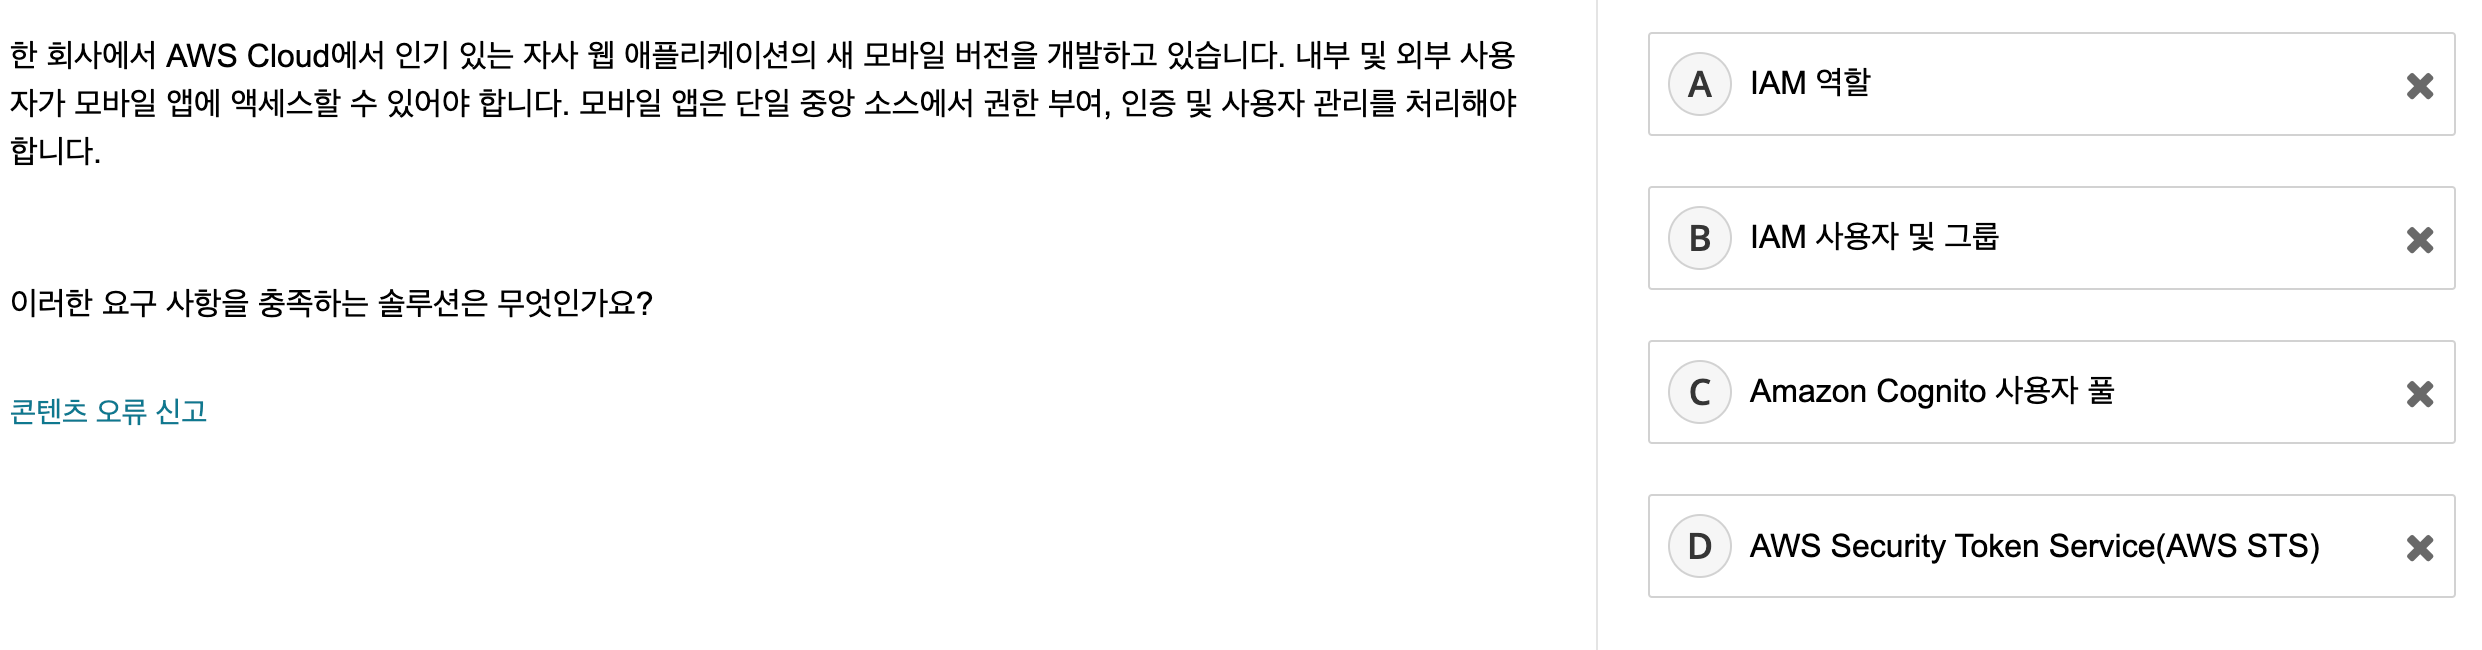 한 회사에서 AWS Cloud에서 인기 있는 자사 웹 애플리케이션의 새 모바일 버전을 개발하고 있습니다. 내부 및 외부 사용
자가 모바일 앱에 액세스할 수 있어야 합니다. 모바일 앱은 단일 중앙 소스에서 권한 부여, 인증 및 사용자 관리를 처리해야
합니다.
이러한 요구 사항을 충족하는 솔루션은 무엇인가요?
콘텐츠 오류 신고
A IAM 역할
B IAM 사용자 및 그룹
C Amazon Cognito 사용자 풀
D AWS Security Token Service(AWS STS)